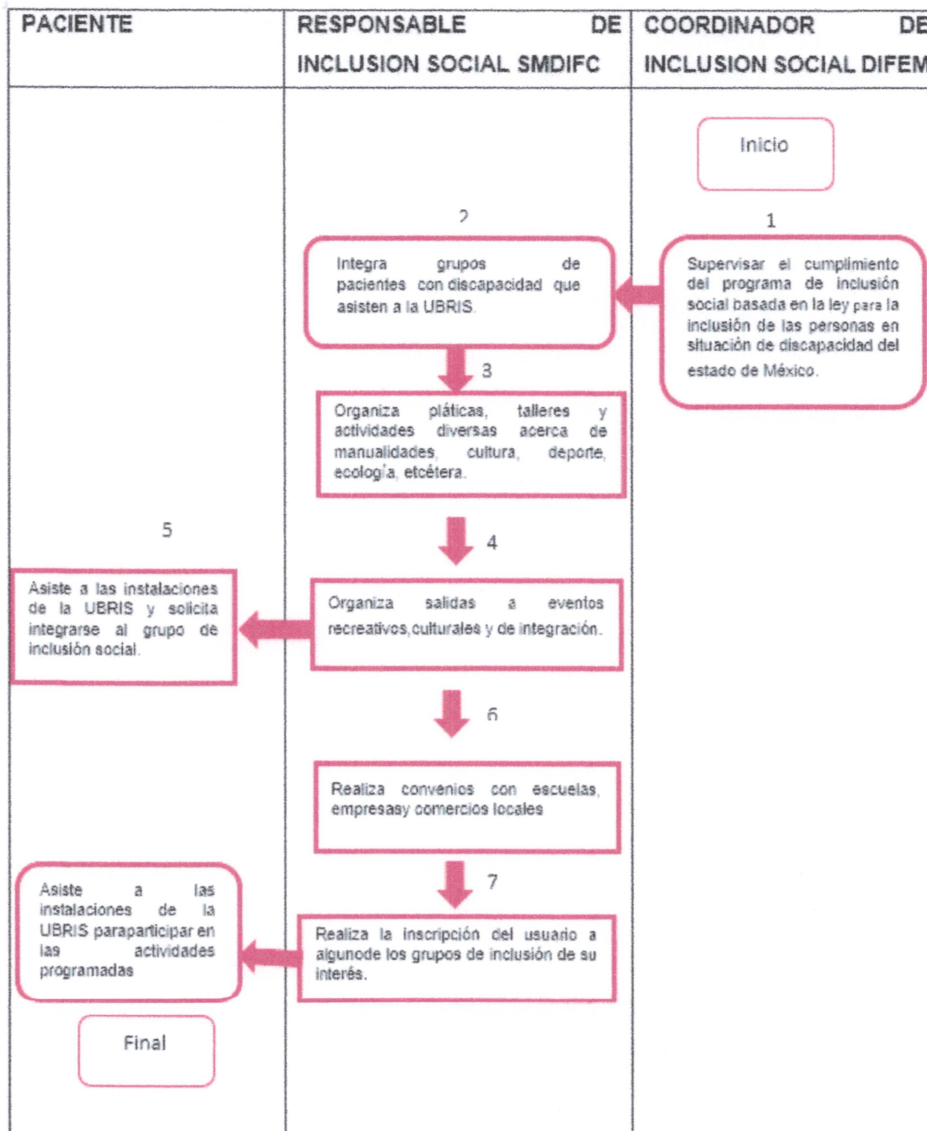 PACIENTE
RESPONSABLE DE
INCLUSION SOCIAL SMDIFC
COORDINADOR DE
INCLUSION SOCIAL DIFEM
Inicio
1
Supervisar el cumplimiento
del programa de inclusión
social basada en la ley para la
inclusión de las personas en
situación de discapacidad del
estado de México.
2
Integra grupos de
pacientes con discapacidad que
asisten a la UBRIS.
3
Organiza pláticas, talleres y
actividades diversas acerca de
manualidades, cultura, deporte,
ecología, etcétera.
4
Organiza salidas a eventos
recreativos,culturales y de integración.
5
Asiste a las instalaciones
de la UBRIS y solicita
integrarse al grupo de
inclusión social.
6
Realiza convenios con escuelas,
empresasy comercios locales
7
Realiza la inscripción del usuario a
algunode los grupos de inclusión de su
interés.
Asiste a las
instalaciones de la
UBRIS paraparticipar en
las actividades
programadas
Final